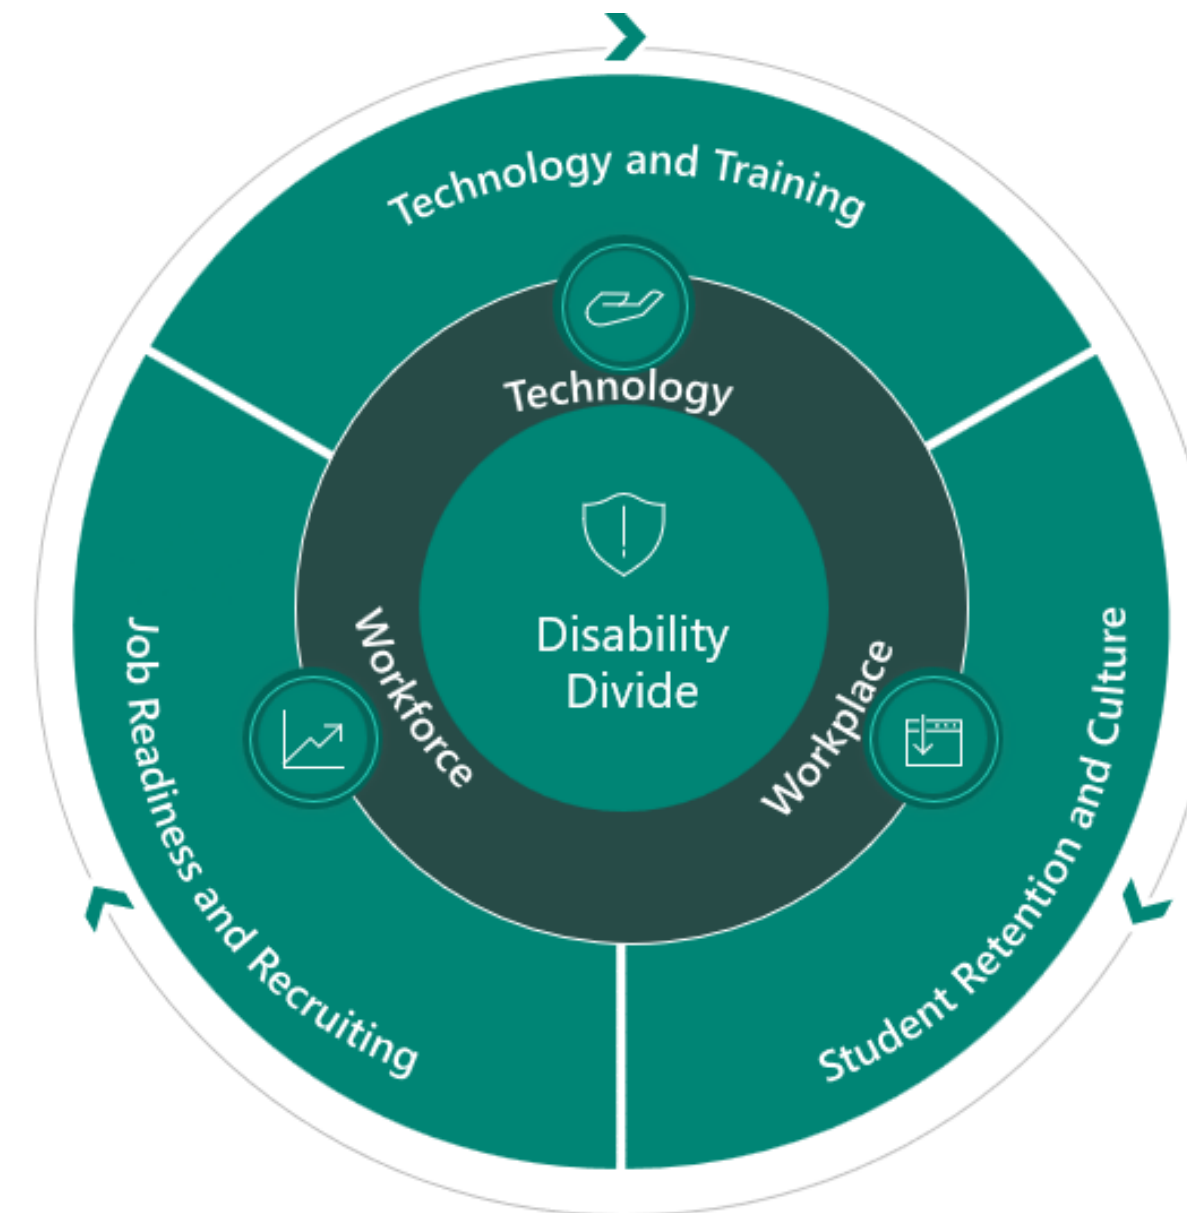 Technology and Training
Technology
Disability
Divide
Workforce
Workplace
Job Readiness and Recruiting
Student Retention and Culture